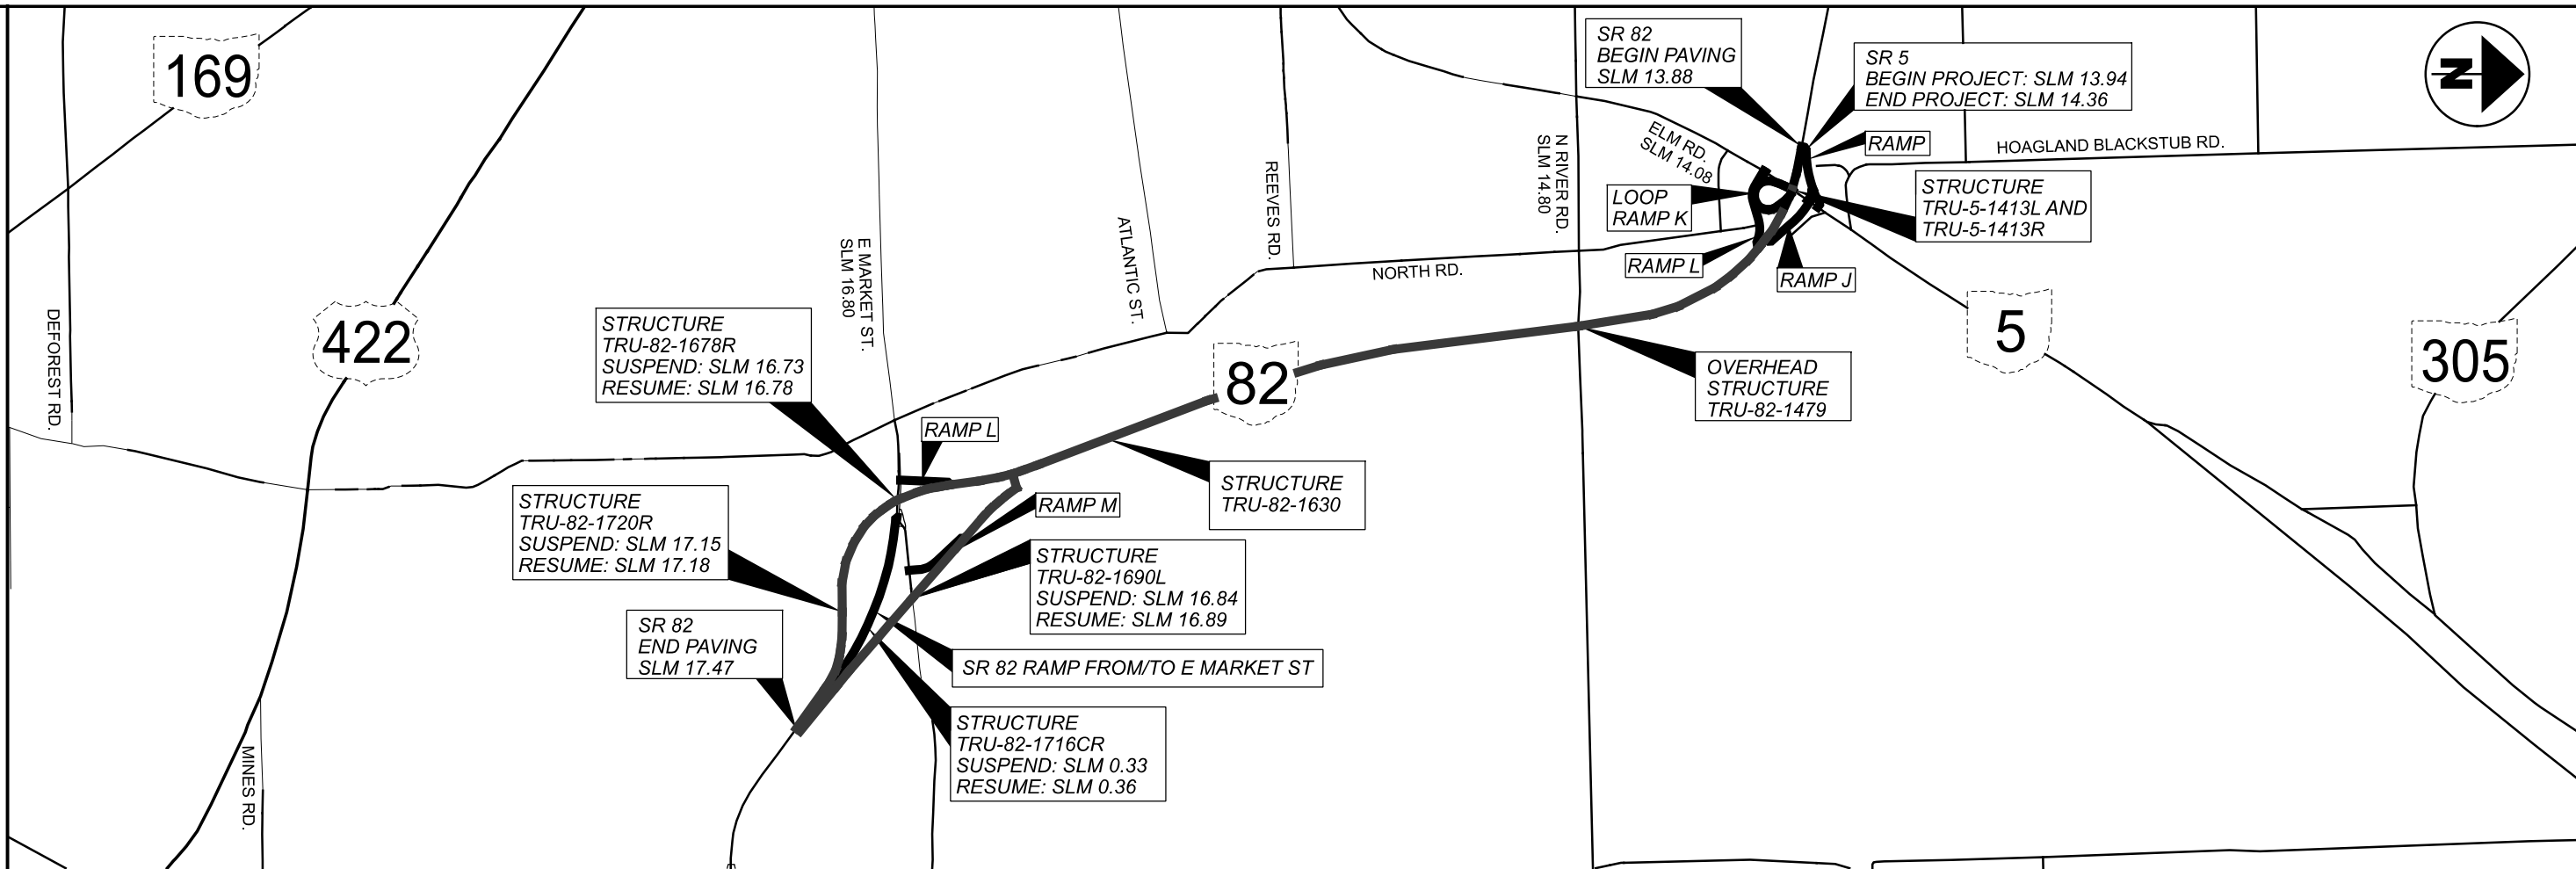 169
SR 82
BEGIN PAVING
SLM 13.88
SR 5
BEGIN PROJECT: SLM 13.94
END PROJECT: SLM 14.36
N
RAMP
HOAGLAND BLACKSTUB RD.
ELM RD.
SLM 14.08
N RIVER RD.
SLM 14.80
REEVES RD.
LOOP
RAMP K
STRUCTURE
TRU-5-1413L AND
TRU-5-1413R
ATLANTIC ST.
E MARKET ST.
SLM 16.80
NORTH RD.
RAMP L
RAMP J
DEFOREST RD.
422
STRUCTURE
TRU-82-1678R
SUSPEND: SLM 16.73
RESUME: SLM 16.78
82
OVERHEAD
STRUCTURE
TRU-82-1479
5
305
RAMP L
STRUCTURE
TRU-82-1630
STRUCTURE
TRU-82-1720R
SUSPEND: SLM 17.15
RESUME: SLM 17.18
RAMP M
STRUCTURE
TRU-82-1690L
SUSPEND: SLM 16.84
RESUME: SLM 16.89
SR 82
END PAVING
SLM 17.47
SR 82 RAMP FROM/TO E MARKET ST
STRUCTURE
TRU-82-1716CR
SUSPEND: SLM 0.33
RESUME: SLM 0.36
MINES RD.